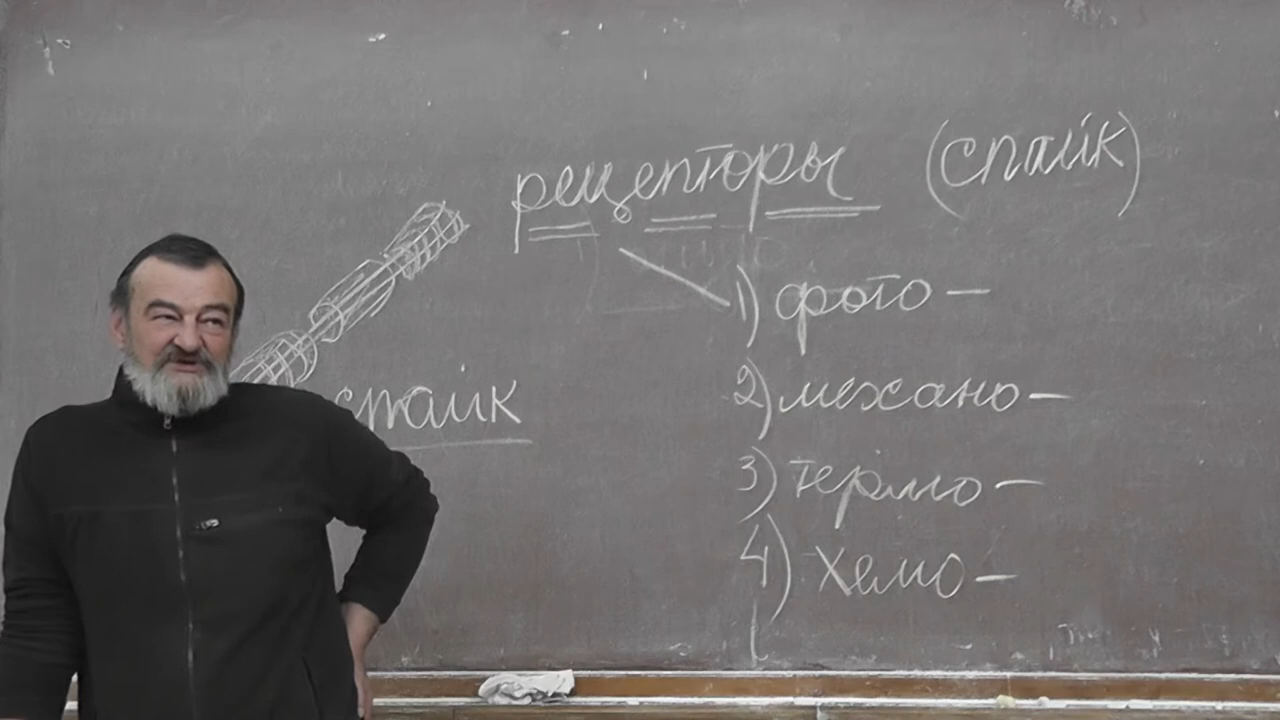 рецепторы (спайк)
1) фото –
спайк
2) механо –
3) термо –
4) хемо –